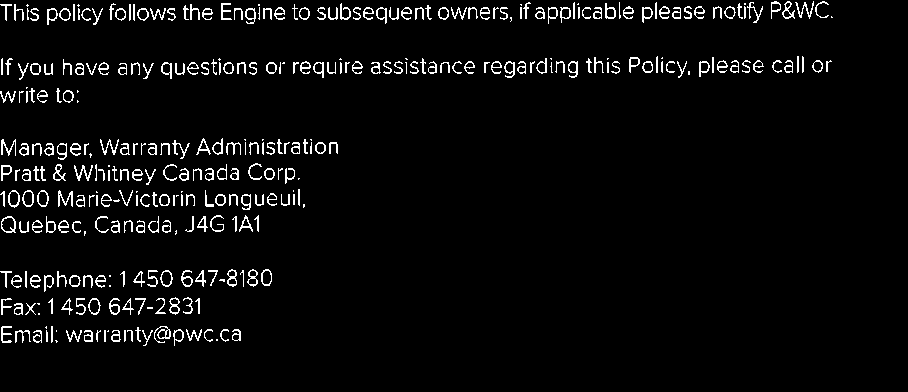 This policy follows the Engine to subsequent owners, if applicable please notify P&WC.
If you have any questions or require assistance regarding this Policy, please call or
write to:
Manager, Warranty Administration
Pratt & Whitney Canada Corp.
1000 Marie-Victorin Longueuil,
Quebec, Canada, J4G 1A1
Telephone: 1 450 647-8180
Fax: 1 450 647-2831
Email: warranty@pwc.ca